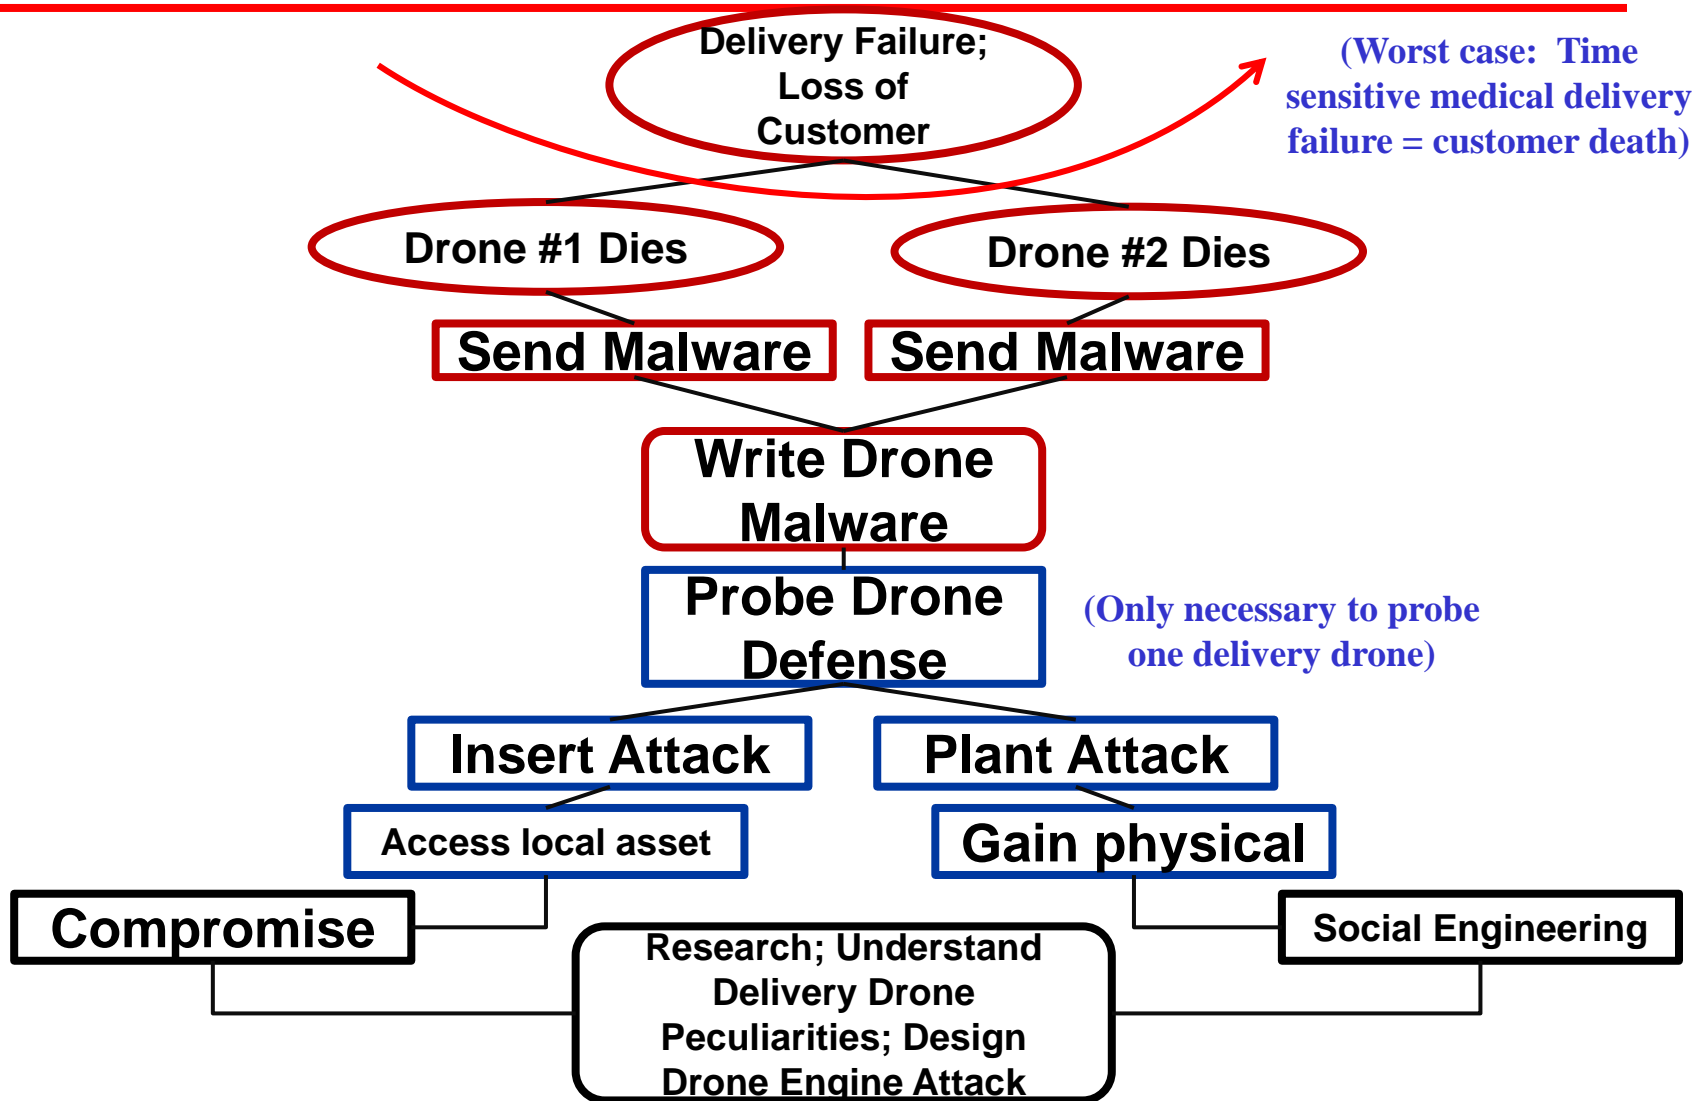 Delivery Failure;
Loss of
Customer
(Worst case: Time
sensitive medical delivery
failure = customer death)
Drone #1 Dies
Drone #2 Dies
Send Malware
Send Malware
Write Drone
Malware
Probe Drone
Defense
(Only necessary to probe
one delivery drone)
Insert Attack
Plant Attack
Access local asset
Gain physical
Compromise
Social Engineering
Research; Understand
Delivery Drone
Peculiarities; Design
Drone Engine Attack